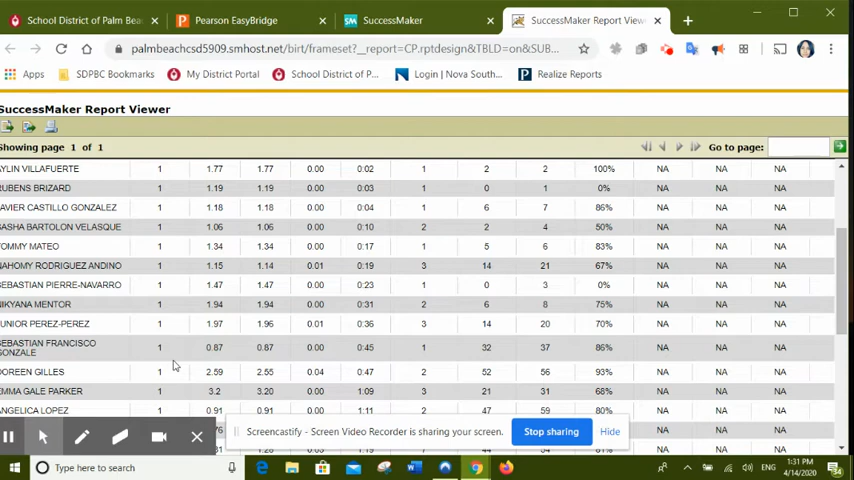 School District of Palm Beac Pearson EasyBridge SuccessMaker SuccessMaker Report Viewe
palmbeachcsd5909.smhost.net/birt/frameset?__report=CP.rptdesign&TBLD=on&SUB...
Apps SDPBC Bookmarks My District Portal School District of P... Login | Nova South... Realize Reports
SuccessMaker Report Viewer
Showing page 1 of 1 Go to page:
AYLIN VILLAFUERTE 1 1.77 1.77 0.00 0:02 1 2 2 100% NA NA NA
RUBENS BRIZARD 1 1.19 1.19 0.00 0:03 1 0 1 0% NA NA NA
AVIER CASTILLO GONZALEZ 1 1.18 1.18 0.00 0:04 1 6 7 86% NA NA NA
SASHA BARTOLON VELASQUE 1 1.06 1.06 0.00 0:10 2 2 4 50% NA NA NA
TOMMY MATEO 1 1.34 1.34 0.00 0:17 1 5 6 83% NA NA NA
NAHOMY RODRIGUEZ ANDINO 1 1.15 1.14 0.01 0:19 3 14 21 67% NA NA NA
SEBASTIAN PIERRE-NAVARRO 1 1.47 1.47 0.00 0:23 1 0 3 0% NA NA NA
NIKYANA MENTOR 1 1.94 1.94 0.00 0:31 2 6 8 75% NA NA NA
UNIOR PEREZ-PEREZ 1 1.97 1.96 0.01 0:36 3 14 20 70% NA NA NA
SEBASTIAN FRANCISCO
GONZALE 1 0.87 0.87 0.00 0:45 1 32 37 86% NA NA NA
DOREEN GILLES 1 2.59 2.55 0.04 0:47 2 52 56 93% NA NA NA
EMMA GALE PARKER 1 3.2 3.20 0.00 1:09 3 21 31 68% NA NA NA
ANGELICA LOPEZ 1 0.91 0.91 0.00 1:11 2 47 59 80% NA NA NA
Screencastify - Screen Video Recorder is sharing your screen. Stop sharing Hide
NA NA NA
Type here to search
ENG
1:31 PM
4/14/2020
34